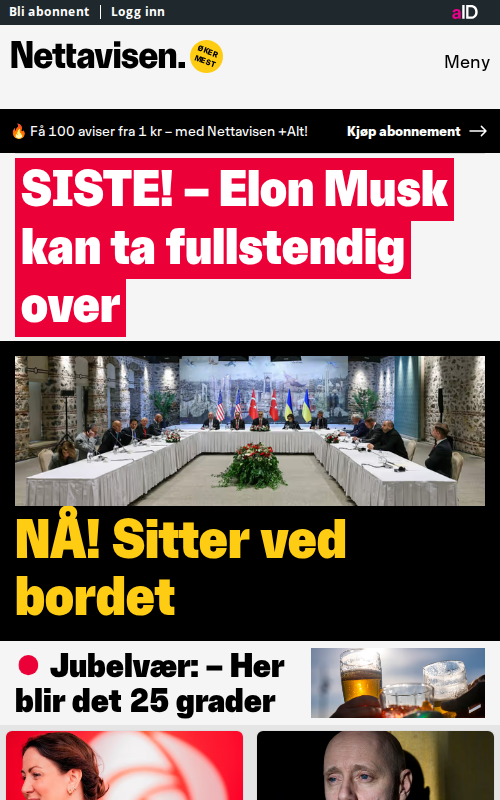 Bli abonnent | Logg inn
aID
Nettavisen.
ØKER
MEST
Meny
🔥 Få 100 aviser fra 1 kr – med Nettavisen +Alt!
Kjøp abonnement →
SISTE! – Elon Musk
kan ta fullstendig
over
NÅ! Sitter ved
bordet
Jubelvær: – Her
blir det 25 grader